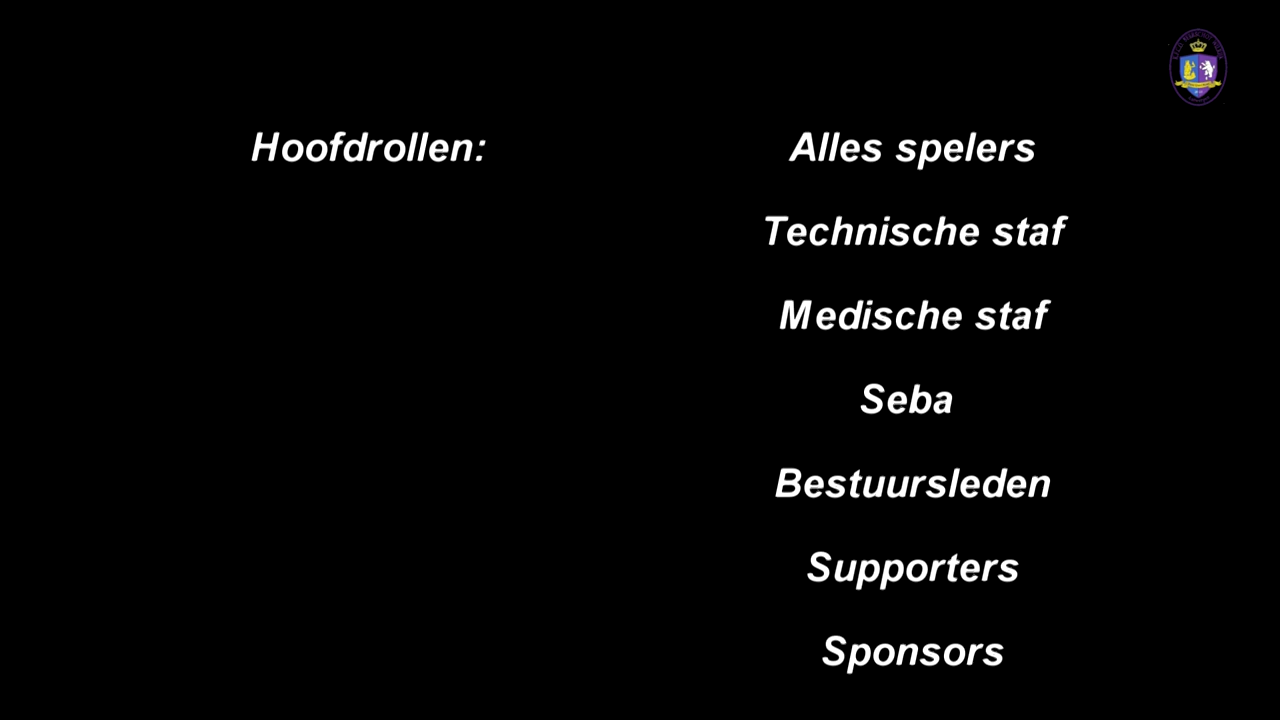 Hoofdrollen: Alles spelers
Technische staf
Medische staf
Seba
Bestuursleden
Supporters
Sponsors